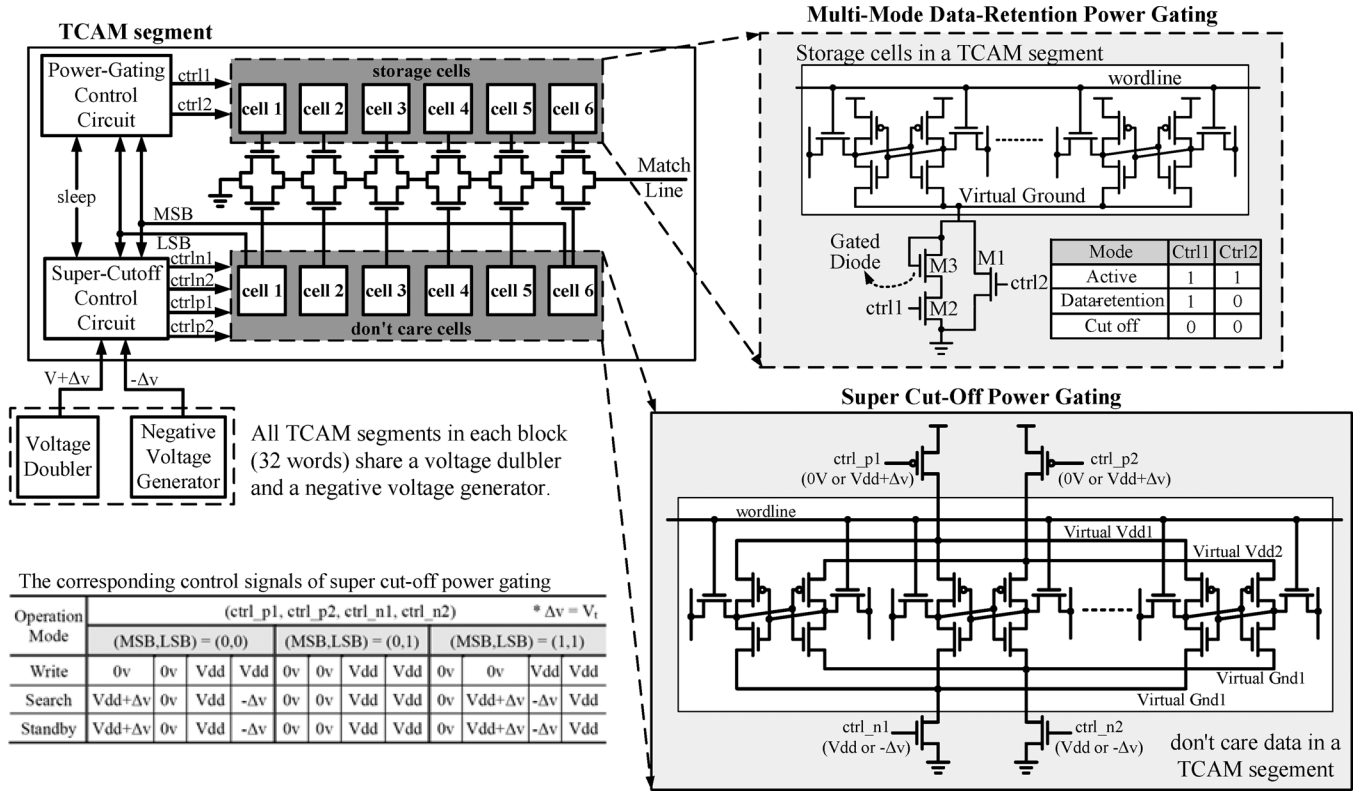 TCAM segment
Power-Gating
Control
Circuit
ctrl1
ctrl2
storage cells
cell 1 cell 2 cell 3 cell 4 cell 5 cell 6
Match
Line
sleep
MSB
LSB
Super-Cutoff
Control
Circuit
ctrln1
ctrln2
ctrlp1
ctrlp2
cell 1 cell 2 cell 3 cell 4 cell 5 cell 6
don't care cells
V+Δv
-Δv
Voltage
Doubler
Negative
Voltage
Generator
All TCAM segments in each block
(32 words) share a voltage dulbler
and a negative voltage generator.
Multi-Mode Data-Retention Power Gating
Storage cells in a TCAM segment
wordline
Virtual Ground
Gated
Diode
M3
M1
ctrl2
ctrl1
M2
Mode Ctrl1 Ctrl2
Active 1 1
Data-retention 1 0
Cut off 0 0
Super Cut-Off Power Gating
ctrl_p1
(0V or Vdd+Δv)
ctrl_p2
(0V or Vdd+Δv)
wordline
Virtual Vdd1
Virtual Vdd2
Virtual Gnd1
Virtual Gnd1
ctrl_n1
(Vdd or -Δv)
ctrl_n2
(Vdd or -Δv)
don't care data in a
TCAM segement
The corresponding control signals of super cut-off power gating
Operation
Mode
(ctrl_p1, ctrl_p2, ctrl_n1, ctrl_n2) * Δv = Vt
(MSB,LSB) = (0,0) (MSB,LSB) = (0,1) (MSB,LSB) = (1,1)
Write 0v 0v Vdd Vdd 0v 0v Vdd Vdd 0v 0v Vdd Vdd
Search Vdd+Δv 0v Vdd -Δv 0v 0v Vdd Vdd 0v Vdd+Δv -Δv Vdd
Standby Vdd+Δv 0v Vdd -Δv 0v 0v Vdd Vdd 0v Vdd+Δv -Δv Vdd